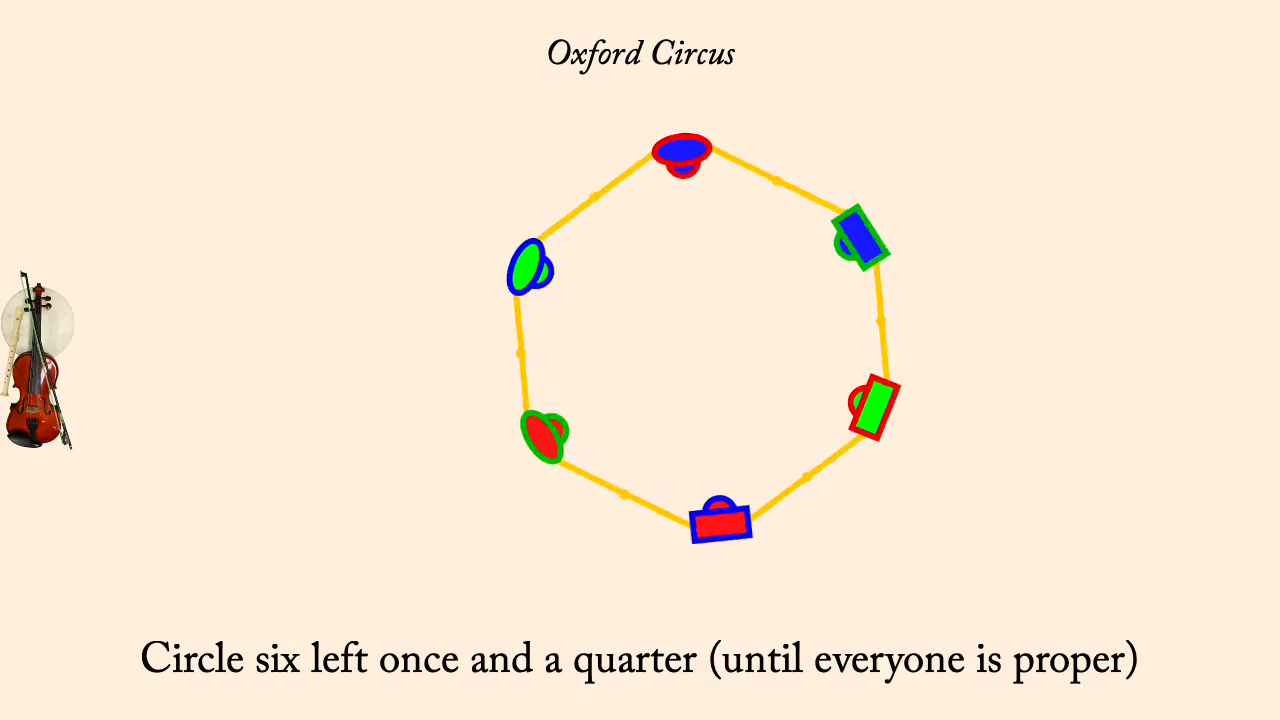 Oxford Circus
Circle six left once and a quarter (until everyone is proper)